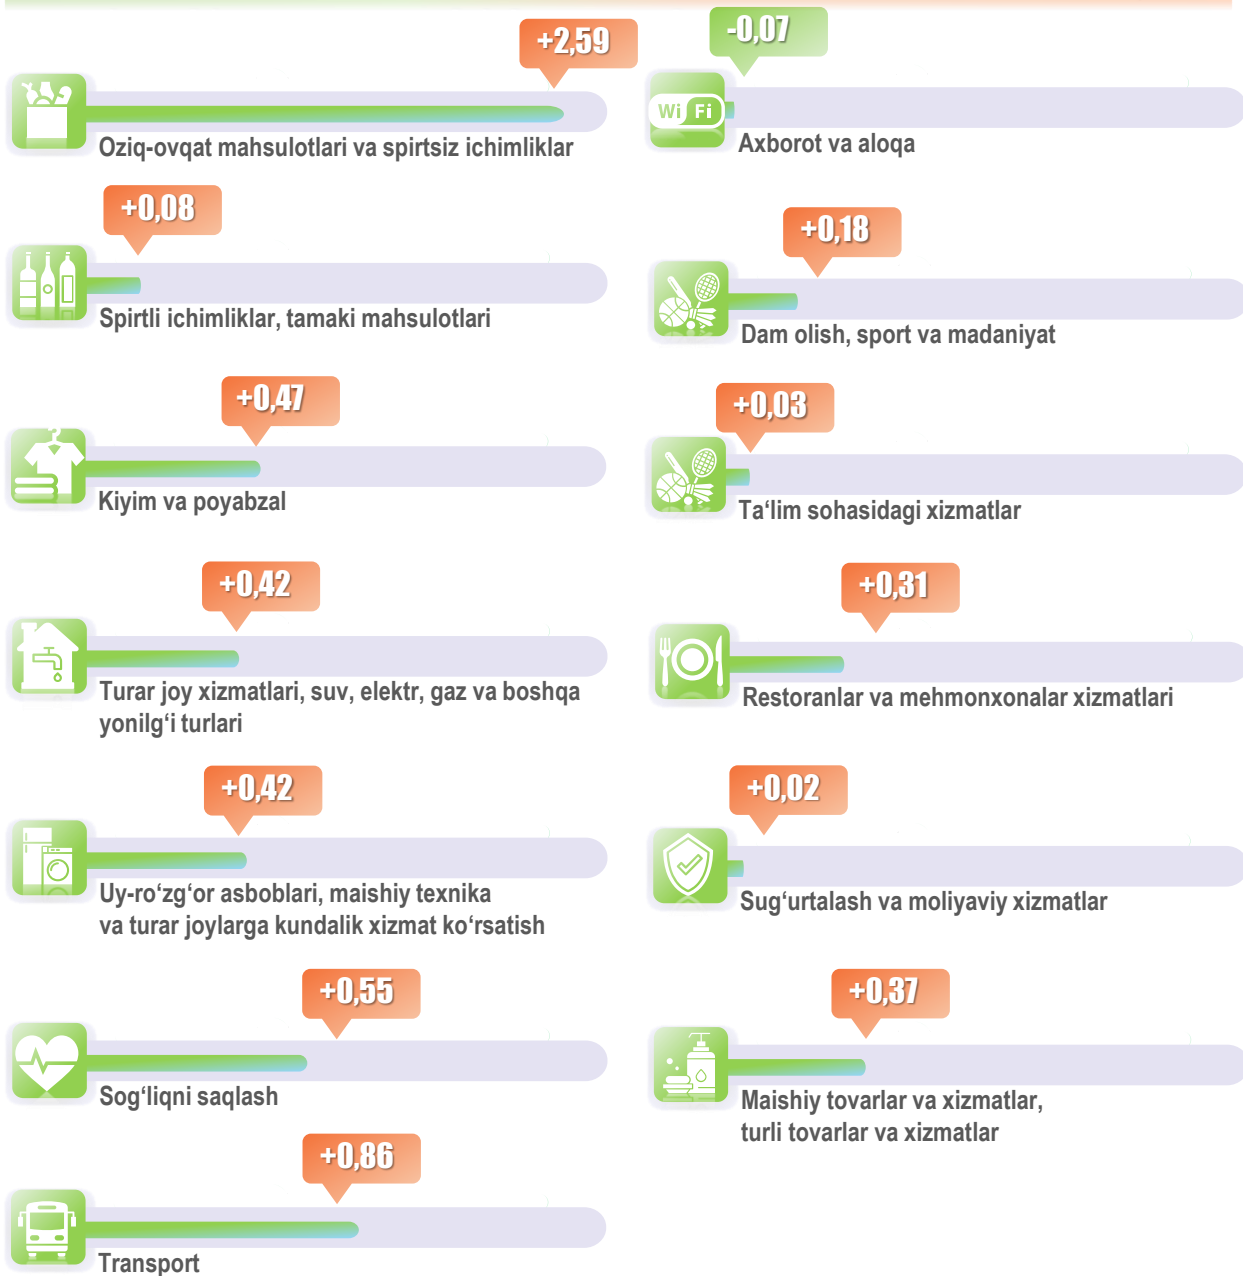 +2,59
Oziq-ovqat mahsulotlari va spirtsiz ichimliklar
+0,08
Spirtli ichimliklar, tamaki mahsulotlari
+0,47
Kiyim va poyabzal
+0,42
Turar joy xizmatlari, suv, elektr, gaz va boshqa
yonilg‘i turlari
+0,42
Uy-ro‘zg‘or asboblari, maishiy texnika
va turar joylarga kundalik xizmat ko‘rsatish
+0,55
Sog‘liqni saqlash
+0,86
Transport
-0,07
Wi Fi
Axborot va aloqa
+0,18
Dam olish, sport va madaniyat
+0,03
Ta‘lim sohasidagi xizmatlar
+0,31
Restoranlar va mehmonxonalar xizmatlari
+0,02
Sug‘urtalash va moliyaviy xizmatlar
+0,37
Maishiy tovarlar va xizmatlar,
turli tovarlar va xizmatlar